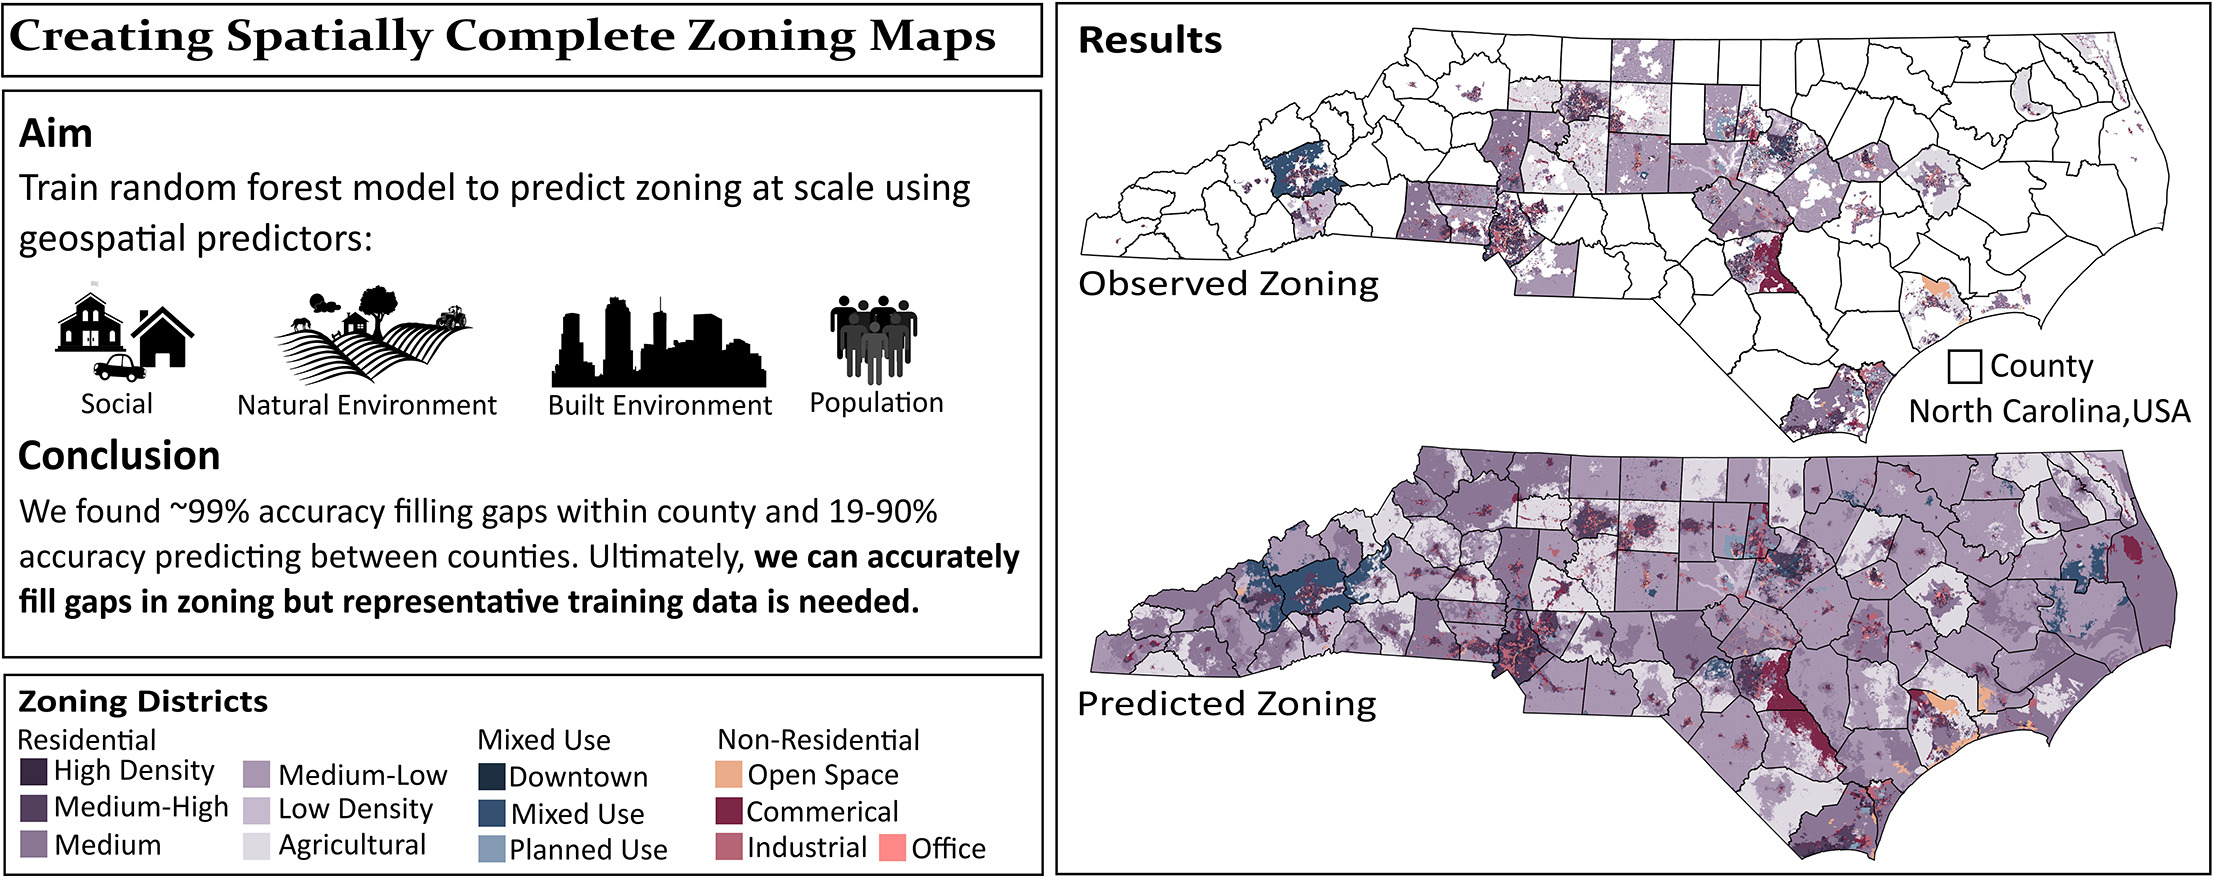 Creating Spatially Complete Zoning Maps
Aim
Train random forest model to predict zoning at scale using
geospatial predictors:
Social
Natural Environment
Built Environment
Population
Conclusion
We found ~99% accuracy filling gaps within county and 19-90%
accuracy predicting between counties. Ultimately, we can accurately
fill gaps in zoning but representative training data is needed.
Zoning Districts
Residential
High Density
Medium-High
Medium
Medium-Low
Low Density
Agricultural
Mixed Use
Downtown
Mixed Use
Planned Use
Non-Residential
Open Space
Commerical
Industrial
Office
Results
Observed Zoning
County
North Carolina,USA
Predicted Zoning